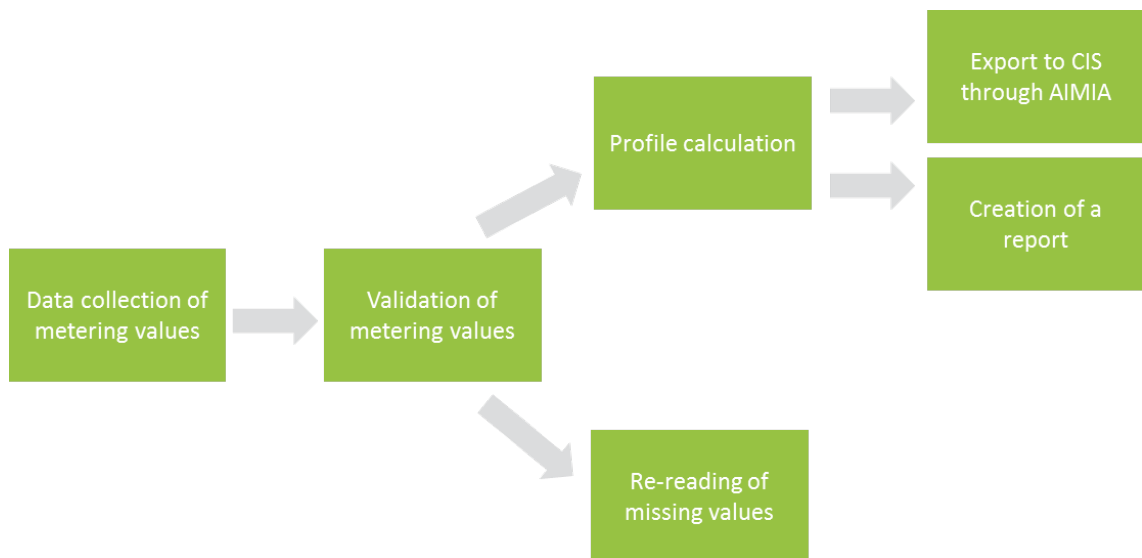 Data collection of
metering values
Validation of
metering values
Profile calculation
Export to CIS
through AIMIA
Creation of a
report
Re-reading of
missing values